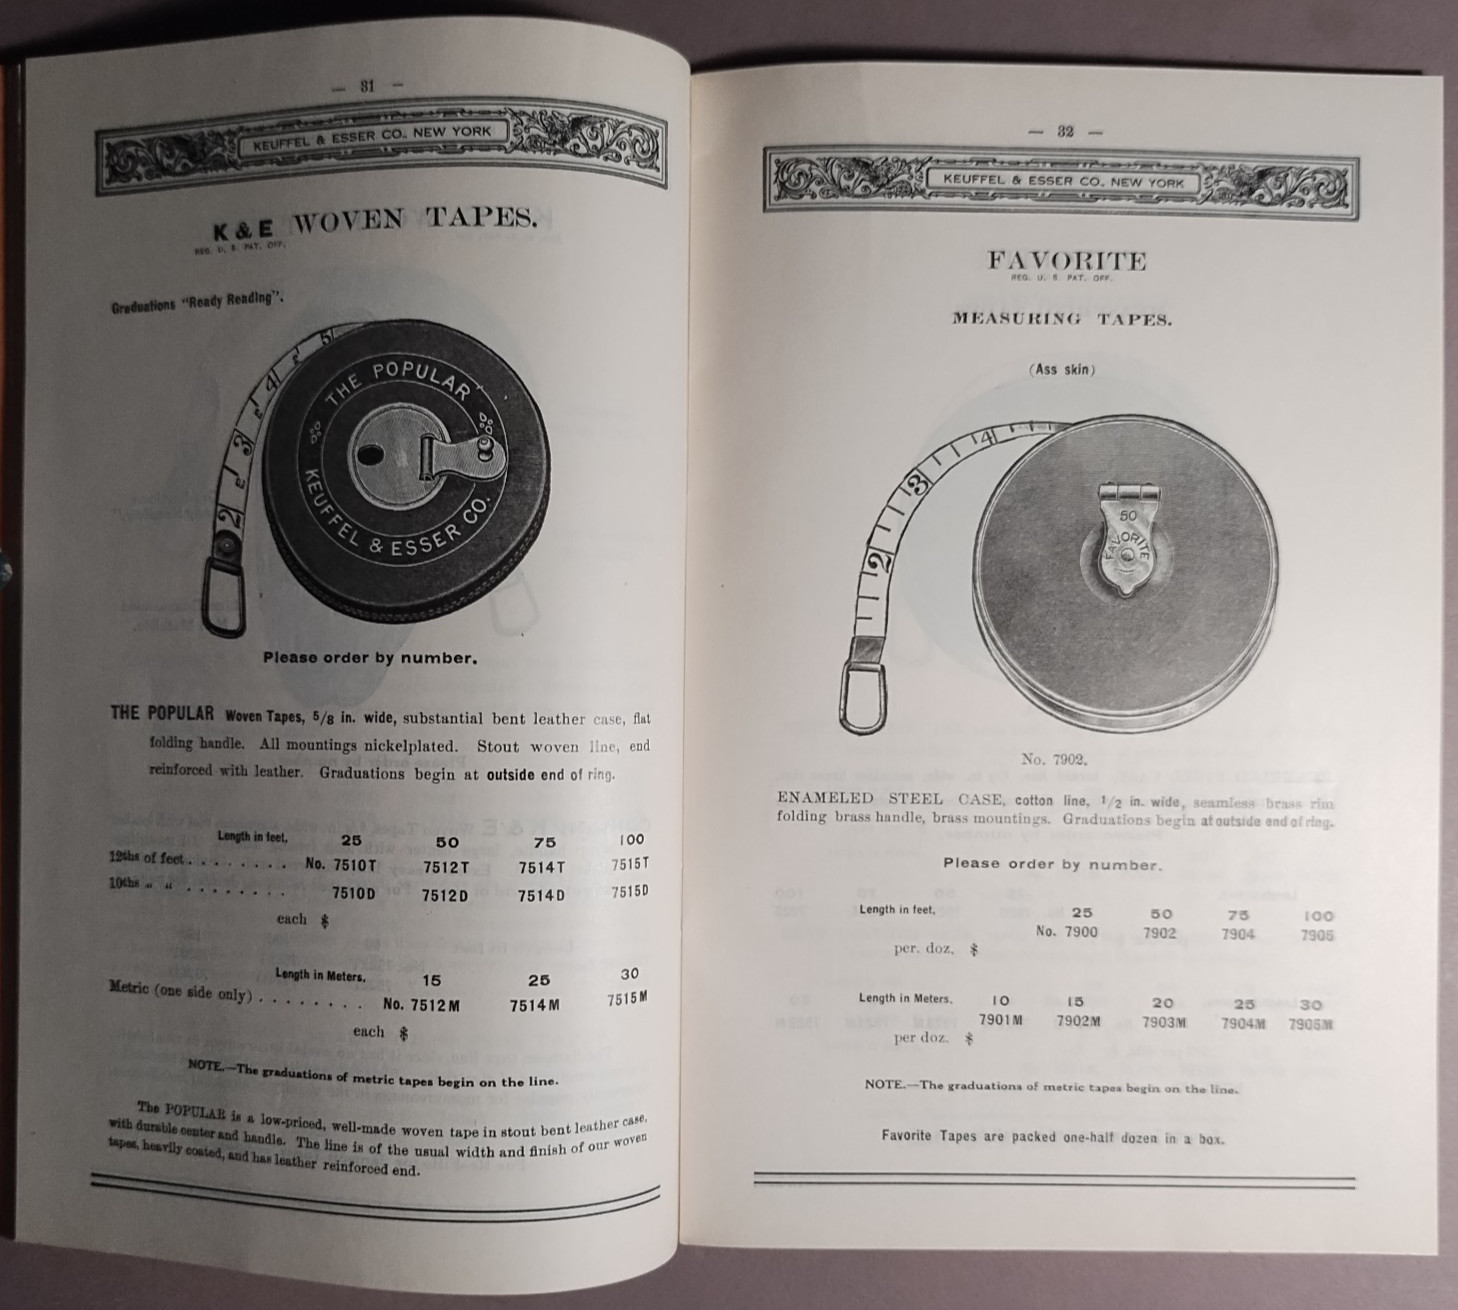 — 31 —
KEUFFEL & ESSER CO. NEW YORK
K & E WOVEN TAPES.
REG. U. S. PAT. OFF.
Graduations "Ready Reading".
THE POPULAR
KEUFFEL & ESSER CO.
2 3 4 5
Please order by number.
THE POPULAR Woven Tapes, 5/8 in. wide, substantial bent leather case, flat
folding handle. All mountings nickelplated. Stout woven line, end
reinforced with leather. Graduations begin at outside end of ring.
Length in feet, 25 50 75 100
12ths of feet . . . . . . . No. 7510T 7512T 7514T 7515T
10ths „ „ . . . . . . . . 7510D 7512D 7514D 7515D
each $
Length in Meters, 15 25 30
Metric (one side only) . . . . . . . . No. 7512M 7514M 7515M
each $
NOTE.—The graduations of metric tapes begin on the line.
The POPULAR is a low-priced, well-made woven tape in stout bent leather case,
with durable center and handle. The line is of the usual width and finish of our woven
tapes, heavily coated, and has leather reinforced end.
— 32 —
KEUFFEL & ESSER CO. NEW YORK
FAVORITE
REG. U. S. PAT. OFF.
MEASURING TAPES.
(Ass skin)
2 3 4
50
FAVORITE
No. 7902.
ENAMELED STEEL CASE, cotton line, 1/2 in. wide, seamless brass rim
folding brass handle, brass mountings. Graduations begin at outside end of ring.
Please order by number.
Length in feet, 25 50 75 100
No. 7900 7902 7904 7905
per. doz. $
Length in Meters, 10 15 20 25 30
7901M 7902M 7903M 7904M 7905M
per doz. $
NOTE.—The graduations of metric tapes begin on the line.
Favorite Tapes are packed one-half dozen in a box.